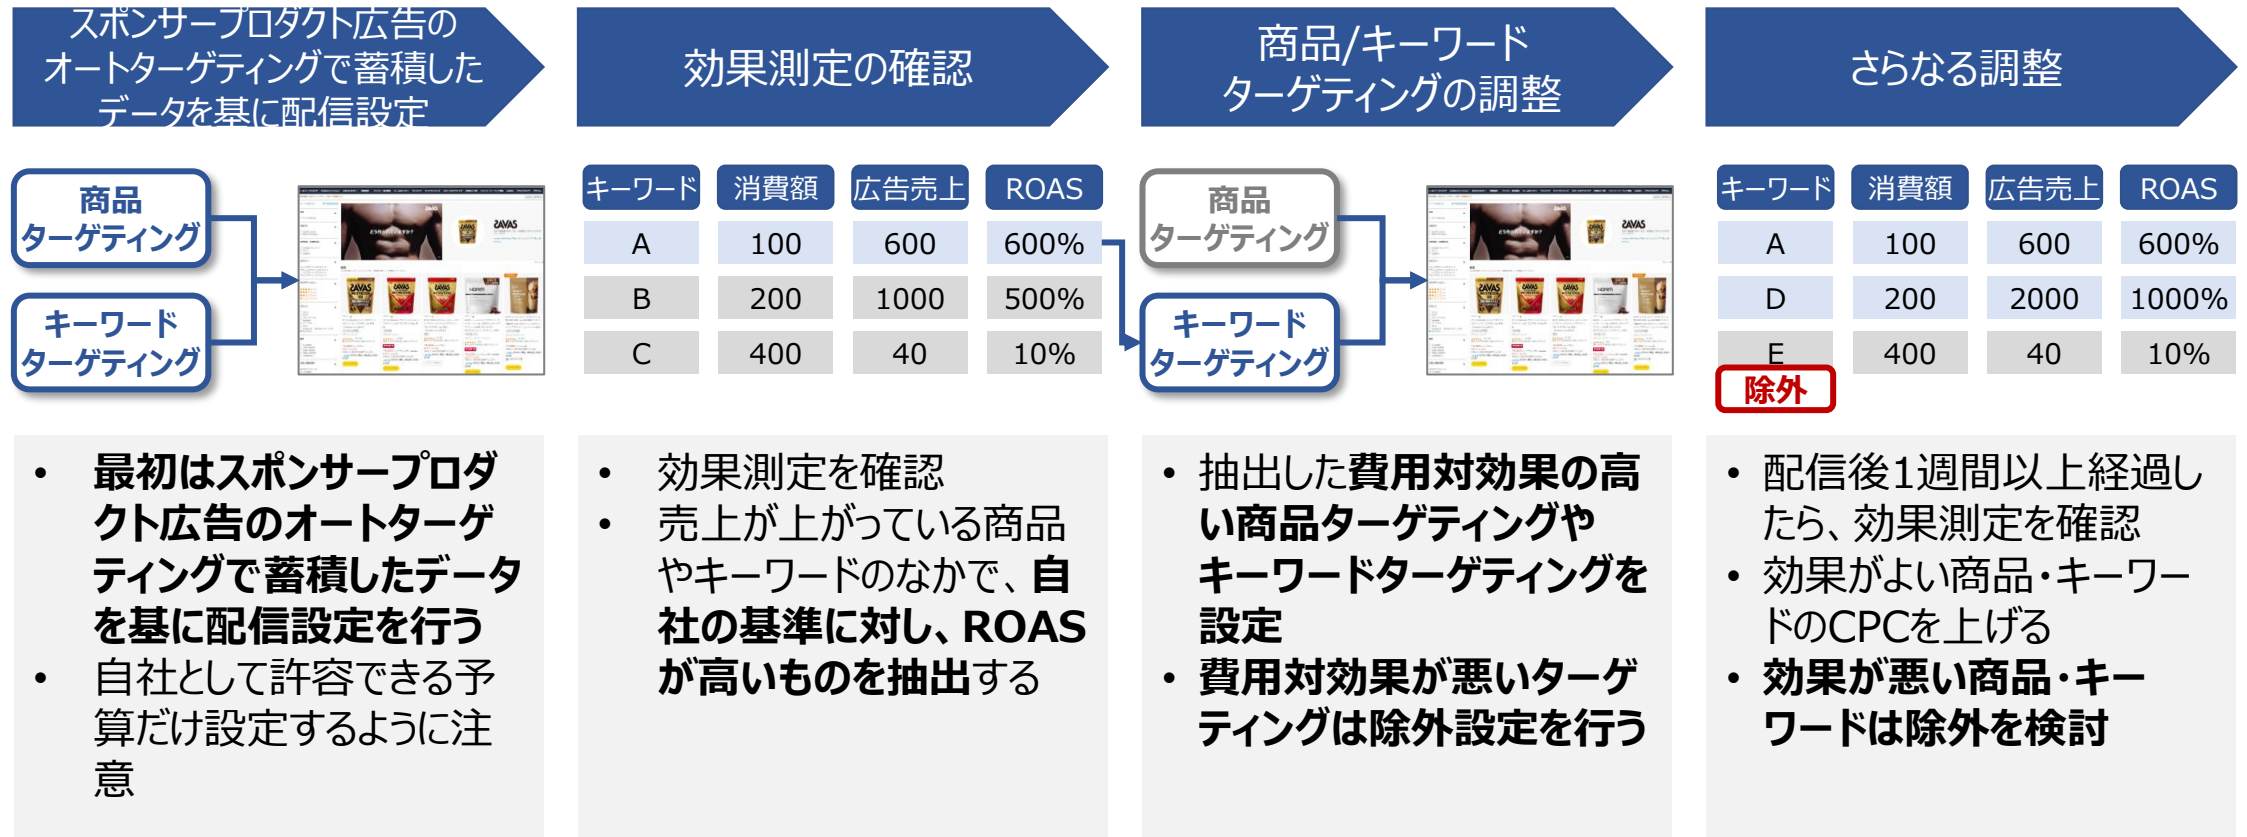 スポンサープロダクト広告の
オートターゲティングで蓄積した
データを基に配信設定
効果測定の確認
商品/キーワード
ターゲティングの調整
さらなる調整
商品
ターゲティング
キーワード
ターゲティング
キーワード 消費額 広告売上 ROAS
A 100 600 600%
B 200 1000 500%
C 400 40 10%
商品
ターゲティング
キーワード
ターゲティング
キーワード 消費額 広告売上 ROAS
A 100 600 600%
D 200 2000 1000%
E 400 40 10%
除外
• 最初はスポンサープロダ
クト広告のオートターゲ
ティングで蓄積したデータ
を基に配信設定を行う
• 自社として許容できる予
算だけ設定するように注
意
• 効果測定を確認
• 売上が上がっている商品
やキーワードのなかで、自
社の基準に対し、ROAS
が高いものを抽出する
• 抽出した費用対効果の高
い商品ターゲティングや
キーワードターゲティングを
設定
• 費用対効果が悪いターゲ
ティングは除外設定を行う
• 配信後1週間以上経過し
たら、効果測定を確認
• 効果がよい商品・キーワー
ドのCPCを上げる
• 効果が悪い商品・キー
ワードは除外を検討